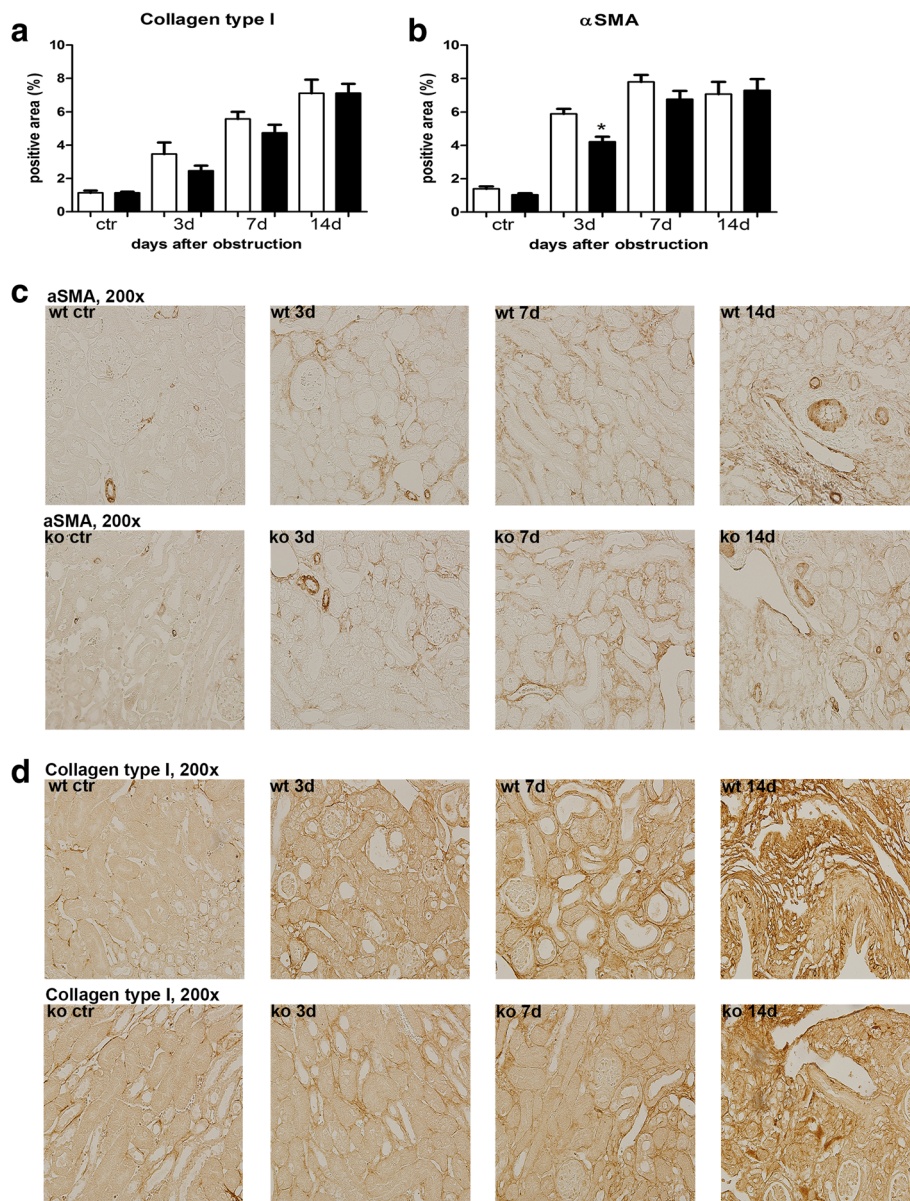 a
Collagen type I
10
8
6
4
2
0
positive area (%)
ctr 3d 7d 14d
days after obstruction
b
αSMA
10
8
6
4
2
0
positive area (%)
*
ctr 3d 7d 14d
days after obstruction
c
aSMA, 200x
wt ctr wt 3d wt 7d wt 14d
aSMA, 200x
ko ctr ko 3d ko 7d ko 14d
d
Collagen type I, 200x
wt ctr wt 3d wt 7d wt 14d
Collagen type I, 200x
ko ctr ko 3d ko 7d ko 14d